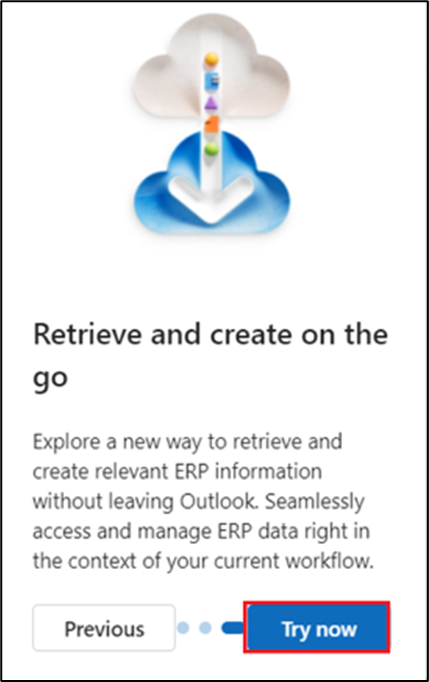 Retrieve and create on the
go
Explore a new way to retrieve and
create relevant ERP information
without leaving Outlook. Seamlessly
access and manage ERP data right in
the context of your current workflow.
Previous
Try now